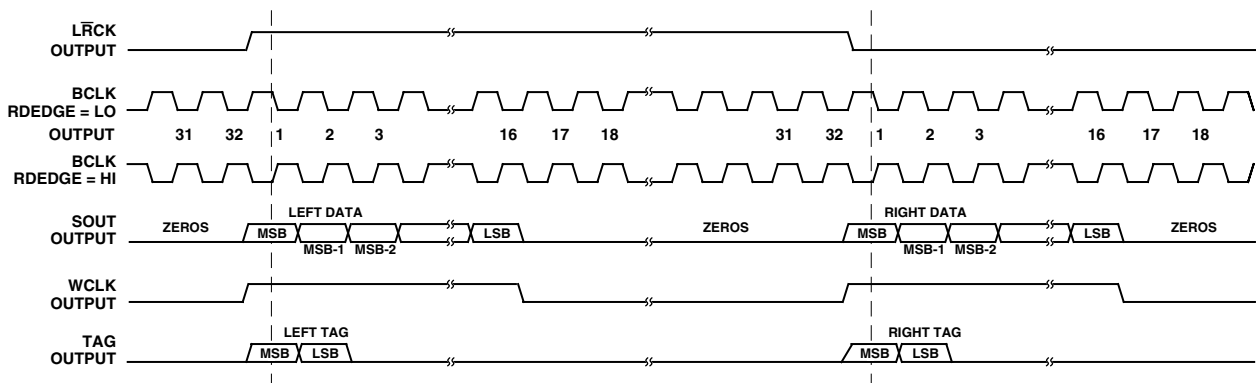 LR̅CK
OUTPUT
BCLK
RDEDGE = LO
OUTPUT 31 32 1 2 3 16 17 18 31 32 1 2 3 16 17 18
BCLK
RDEDGE = HI
LEFT DATA RIGHT DATA
SOUT
OUTPUT
ZEROS MSB LSB ZEROS MSB LSB ZEROS
MSB-1 MSB-2 MSB-1 MSB-2
WCLK
OUTPUT
LEFT TAG RIGHT TAG
TAG
OUTPUT
MSB LSB MSB LSB